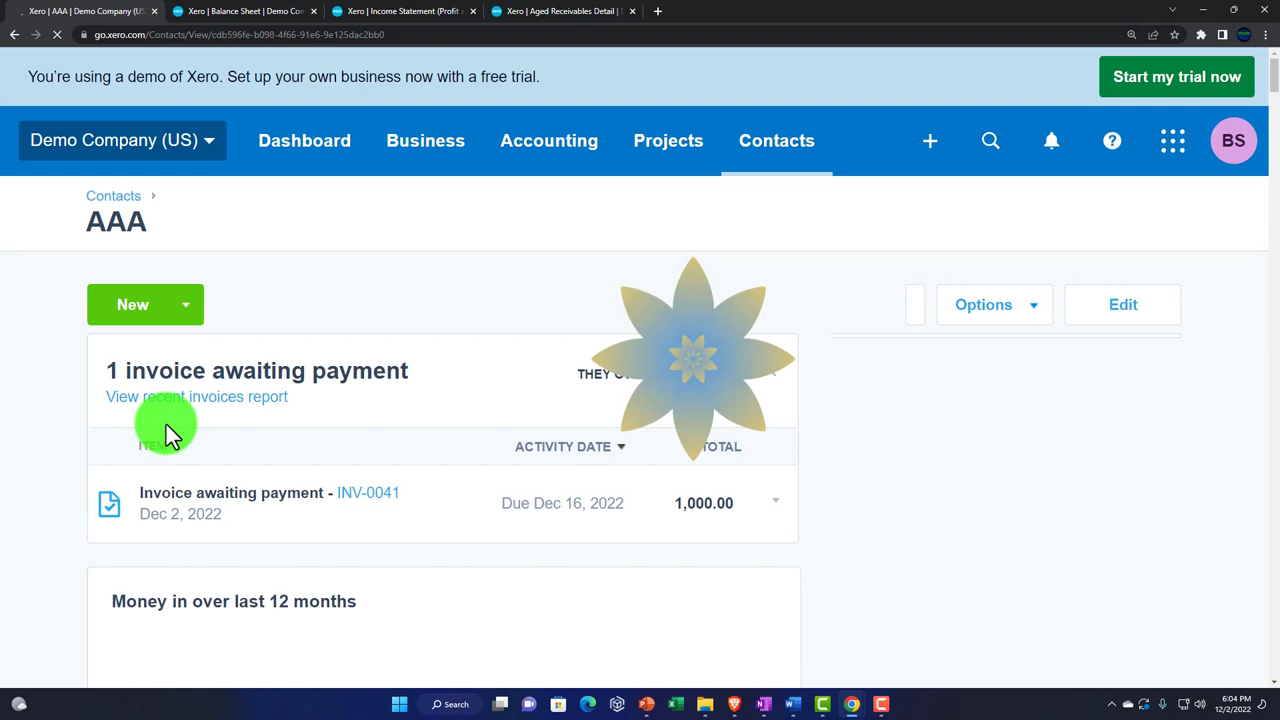 Xero | AAA | Demo Company (US)
Xero | Balance Sheet | Demo Com
Xero | Income Statement (Profit a
Xero | Aged Receivables Detail | D
go.xero.com/Contacts/View/cdb596fe-b098-4f66-91e6-9e125dac2bb0
You're using a demo of Xero. Set up your own business now with a free trial.
Start my trial now
Demo Company (US)
Dashboard
Business
Accounting
Projects
Contacts
BS
Contacts
AAA
New
Options
Edit
1 invoice awaiting payment
THEY
View recent invoices report
ACTIVITY DATE
TOTAL
Invoice awaiting payment - INV-0041
Dec 2, 2022
Due Dec 16, 2022
1,000.00
Money in over last 12 months
Search
6:04 PM
12/2/2022